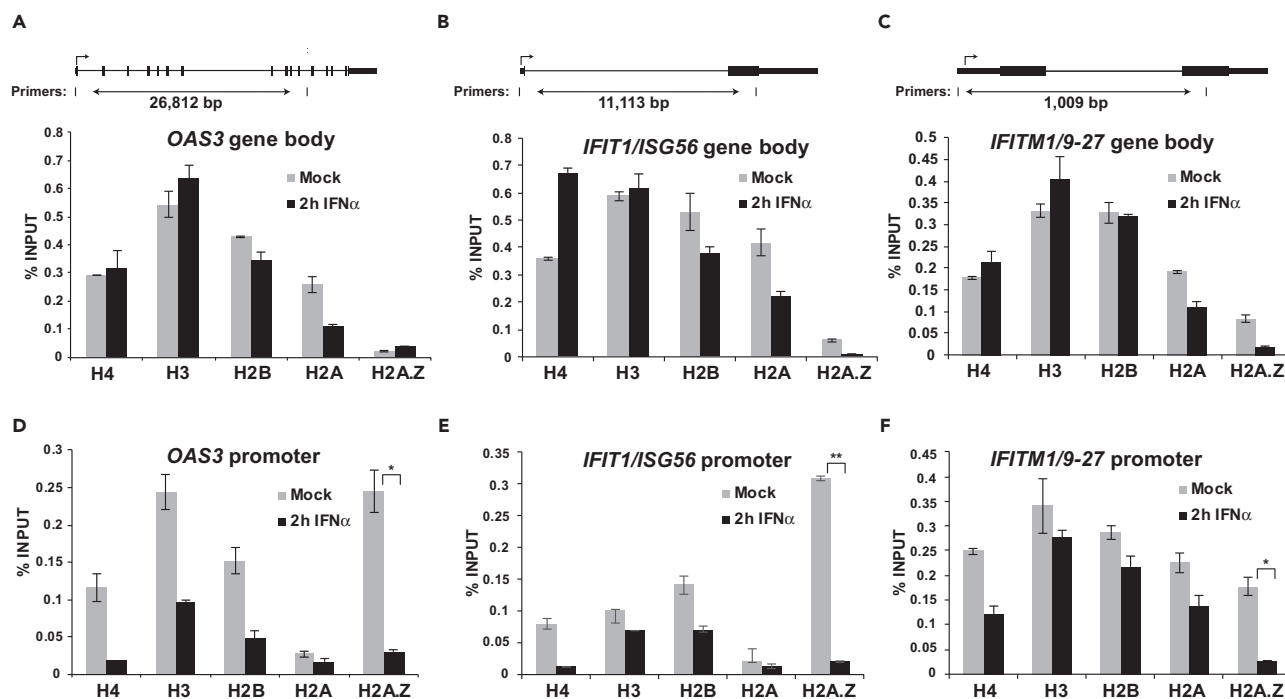 A
Primers:
26,812 bp
OAS3 gene body
% INPUT
0.8
0.7
0.6
0.5
0.4
0.3
0.2
0.1
0
Mock
2h IFNα
H4 H3 H2B H2A H2A.Z
B
Primers:
11,113 bp
IFIT1/ISG56 gene body
% INPUT
0.8
0.7
0.6
0.5
0.4
0.3
0.2
0.1
0
Mock
2h IFNα
H4 H3 H2B H2A H2A.Z
C
Primers:
1,009 bp
IFITM1/9-27 gene body
% INPUT
0.5
0.45
0.4
0.35
0.3
0.25
0.2
0.15
0.1
0.05
0
Mock
2h IFNα
H4 H3 H2B H2A H2A.Z
D
OAS3 promoter
% INPUT
0.3
0.25
0.2
0.15
0.1
0.05
0
Mock
2h IFNα
*
H4 H3 H2B H2A H2A.Z
E
IFIT1/ISG56 promoter
% INPUT
0.35
0.3
0.25
0.2
0.15
0.1
0.05
0
Mock
2h IFNα
**
H4 H3 H2B H2A H2A.Z
F
IFITM1/9-27 promoter
% INPUT
0.45
0.4
0.35
0.3
0.25
0.2
0.15
0.1
0.05
0
Mock
2h IFNα
*
H4 H3 H2B H2A H2A.Z